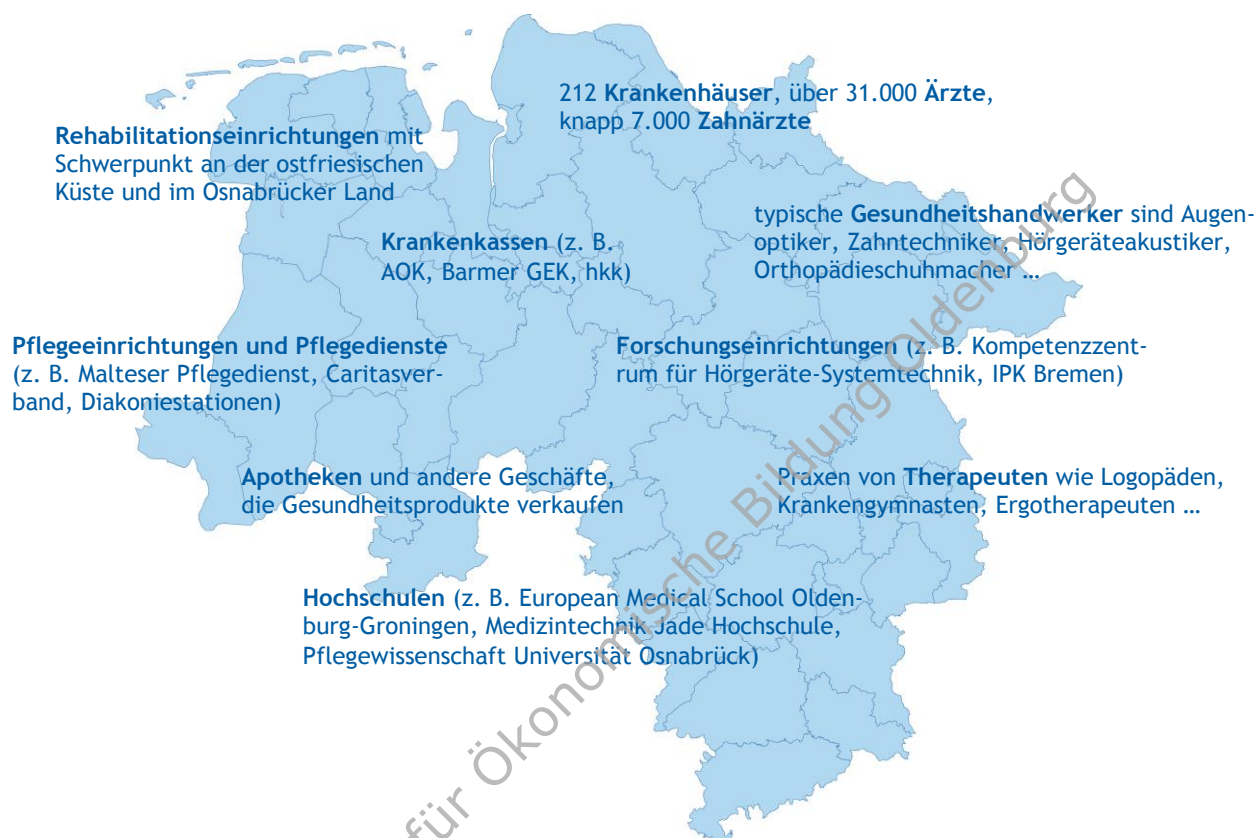 212 Krankenhäuser, über 31.000 Ärzte,
knapp 7.000 Zahnärzte
Rehabilitationseinrichtungen mit
Schwerpunkt an der ostfriesischen
Küste und im Osnabrücker Land
typische Gesundheitshandwerker sind Augen-
optiker, Zahntechniker, Hörgeräteakustiker,
Orthopädieschuhmacher …
Krankenkassen (z. B.
AOK, Barmer GEK, hkk)
Pflegeeinrichtungen und Pflegedienste
(z. B. Malteser Pflegedienst, Caritasver-
band, Diakoniestationen)
Forschungseinrichtungen (z. B. Kompetenzzent-
rum für Hörgeräte-Systemtechnik, IPK Bremen)
Apotheken und andere Geschäfte,
die Gesundheitsprodukte verkaufen
Praxen von Therapeuten wie Logopäden,
Krankengymnasten, Ergotherapeuten …
Hochschulen (z. B. European Medical School Olden-
burg-Groningen, Medizintechnik Jade Hochschule,
Pflegewissenschaft Universität Osnabrück)
für Ökonomische Bildung Oldenburg